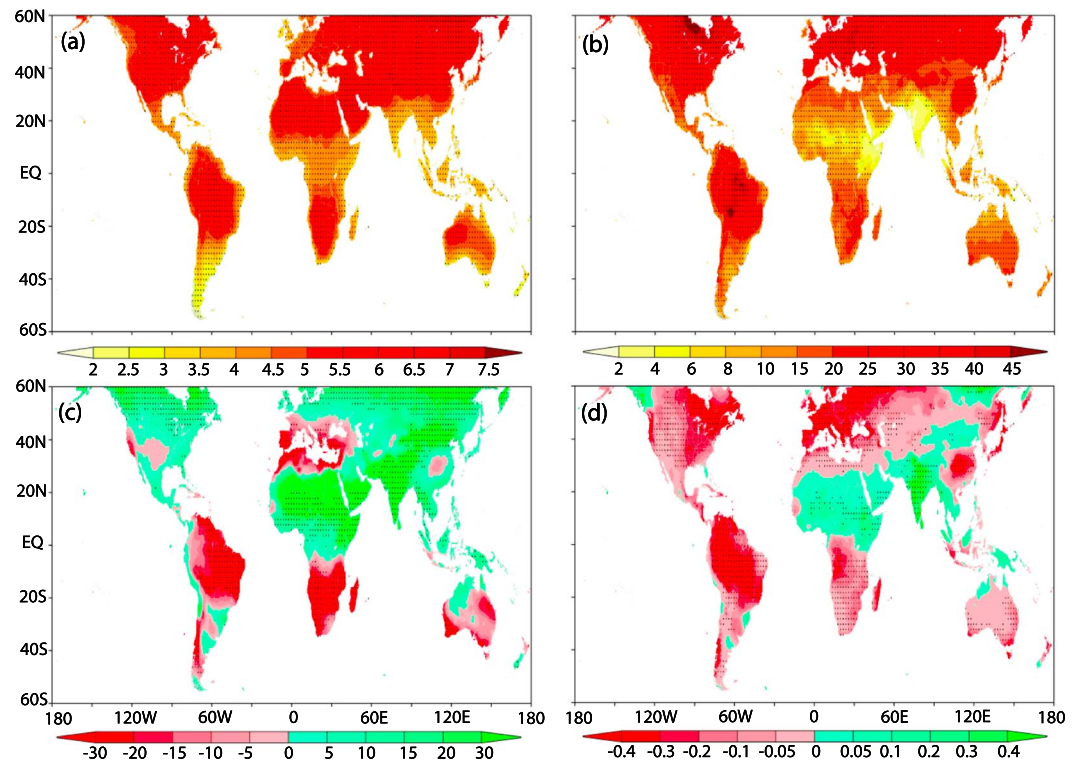 60N
(a)
40N
20N
EQ
20S
40S
60S
2 2.5 3 3.5 4 4.5 5 5.5 6 6.5 7 7.5
(b)
2 4 6 8 10 15 20 25 30 35 40 45
60N
(c)
40N
20N
EQ
20S
40S
60S
180 120W 60W 0 60E 120E 180
-30 -20 -15 -10 -5 0 5 10 15 20 30
(d)
120W 60W 0 60E 120E 180
-0.4 -0.3 -0.2 -0.1 -0.05 0 0.05 0.1 0.2 0.3 0.4